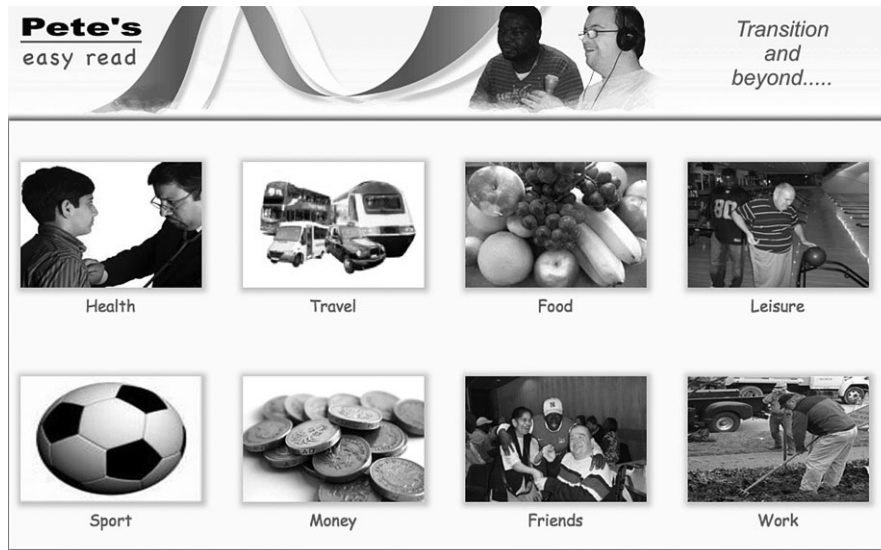 Pete's
easy read
Transition
and
beyond.....
Health
Travel
Food
Leisure
Sport
Money
Friends
Work